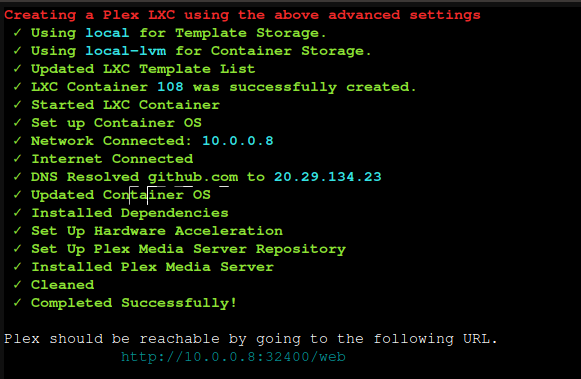 Creating a Plex LXC using the above advanced settings
✓ Using local for Template Storage.
✓ Using local-lvm for Container Storage.
✓ Updated LXC Template List
✓ LXC Container 108 was successfully created.
✓ Started LXC Container
✓ Set up Container OS
✓ Network Connected: 10.0.0.8
✓ Internet Connected
✓ DNS Resolved github.com to 20.29.134.23
✓ Updated Container OS
✓ Installed Dependencies
✓ Set Up Hardware Acceleration
✓ Set Up Plex Media Server Repository
✓ Installed Plex Media Server
✓ Cleaned
✓ Completed Successfully!
Plex should be reachable by going to the following URL.
http://10.0.0.8:32400/web